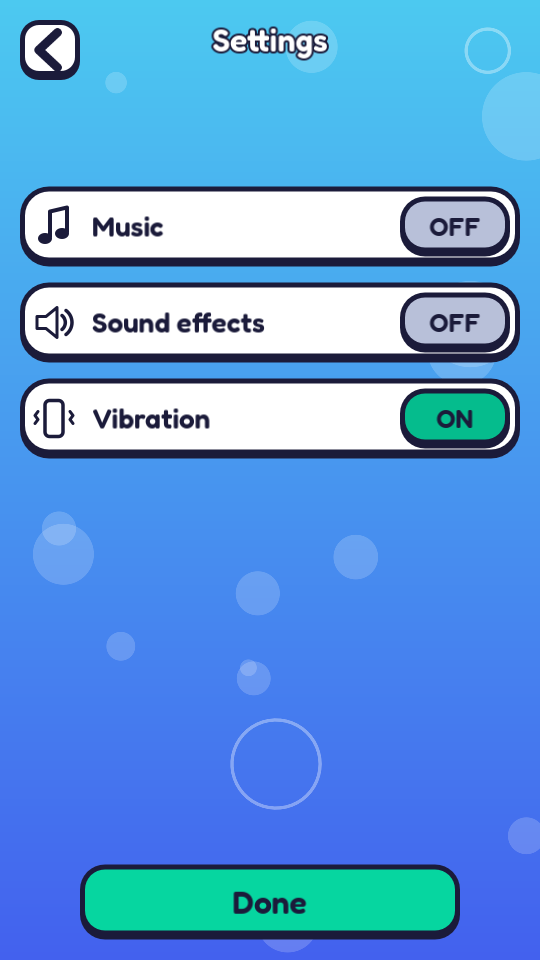 Settings
Music
OFF
Sound effects
OFF
Vibration
ON
Done